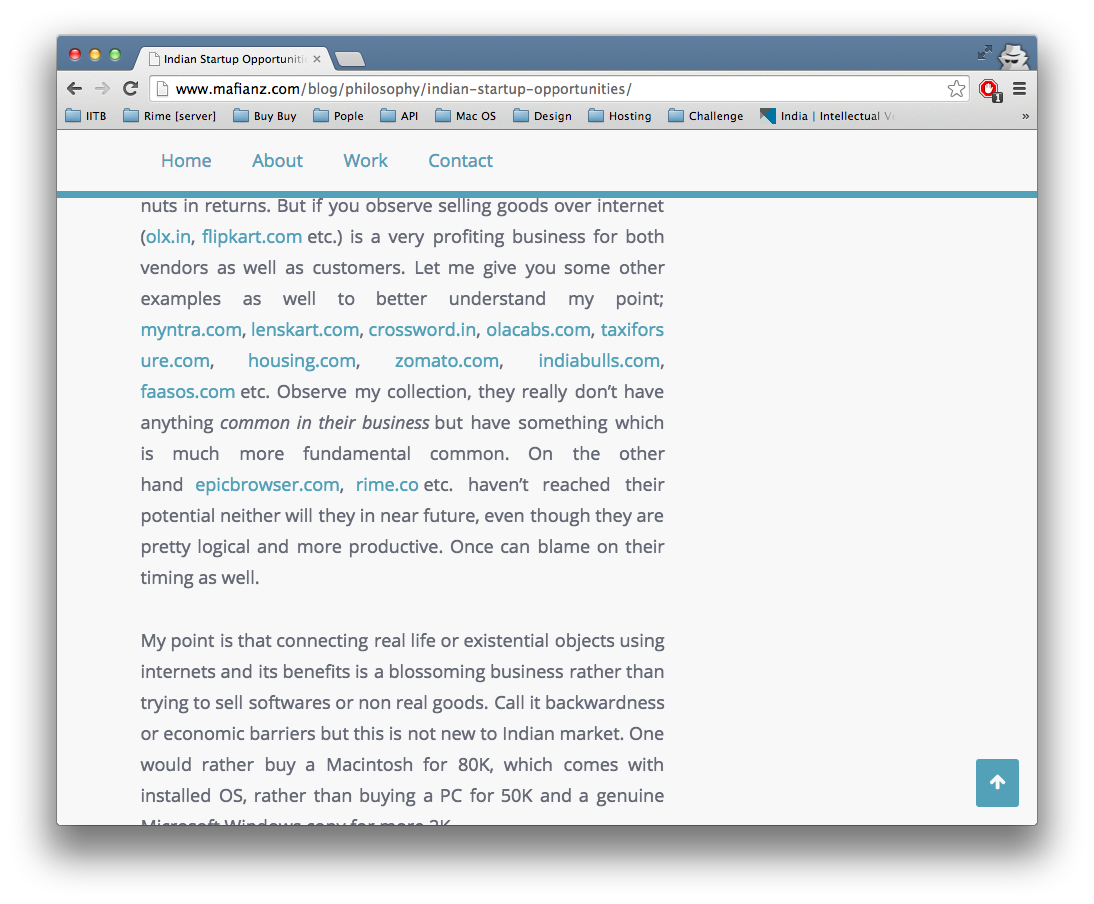 Indian Startup Opportuniti
www.mafianz.com/blog/philosophy/indian-startup-opportunities/
1
IITB Rime [server] Buy Buy Pople API Mac OS Design Hosting Challenge India | Intellectual V »
Home About Work Contact
nuts in returns. But if you observe selling goods over internet
(olx.in, flipkart.com etc.) is a very profiting business for both
vendors as well as customers. Let me give you some other
examples as well to better understand my point;
myntra.com, lenskart.com, crossword.in, olacabs.com, taxifors
ure.com, housing.com, zomato.com, indiabulls.com,
faasos.com etc. Observe my collection, they really don’t have
anything common in their business but have something which
is much more fundamental common. On the other
hand epicbrowser.com, rime.co etc. haven’t reached their
potential neither will they in near future, even though they are
pretty logical and more productive. Once can blame on their
timing as well.
My point is that connecting real life or existential objects using
internets and its benefits is a blossoming business rather than
trying to sell softwares or non real goods. Call it backwardness
or economic barriers but this is not new to Indian market. One
would rather buy a Macintosh for 80K, which comes with
installed OS, rather than buying a PC for 50K and a genuine
Microsoft Windows copy for more